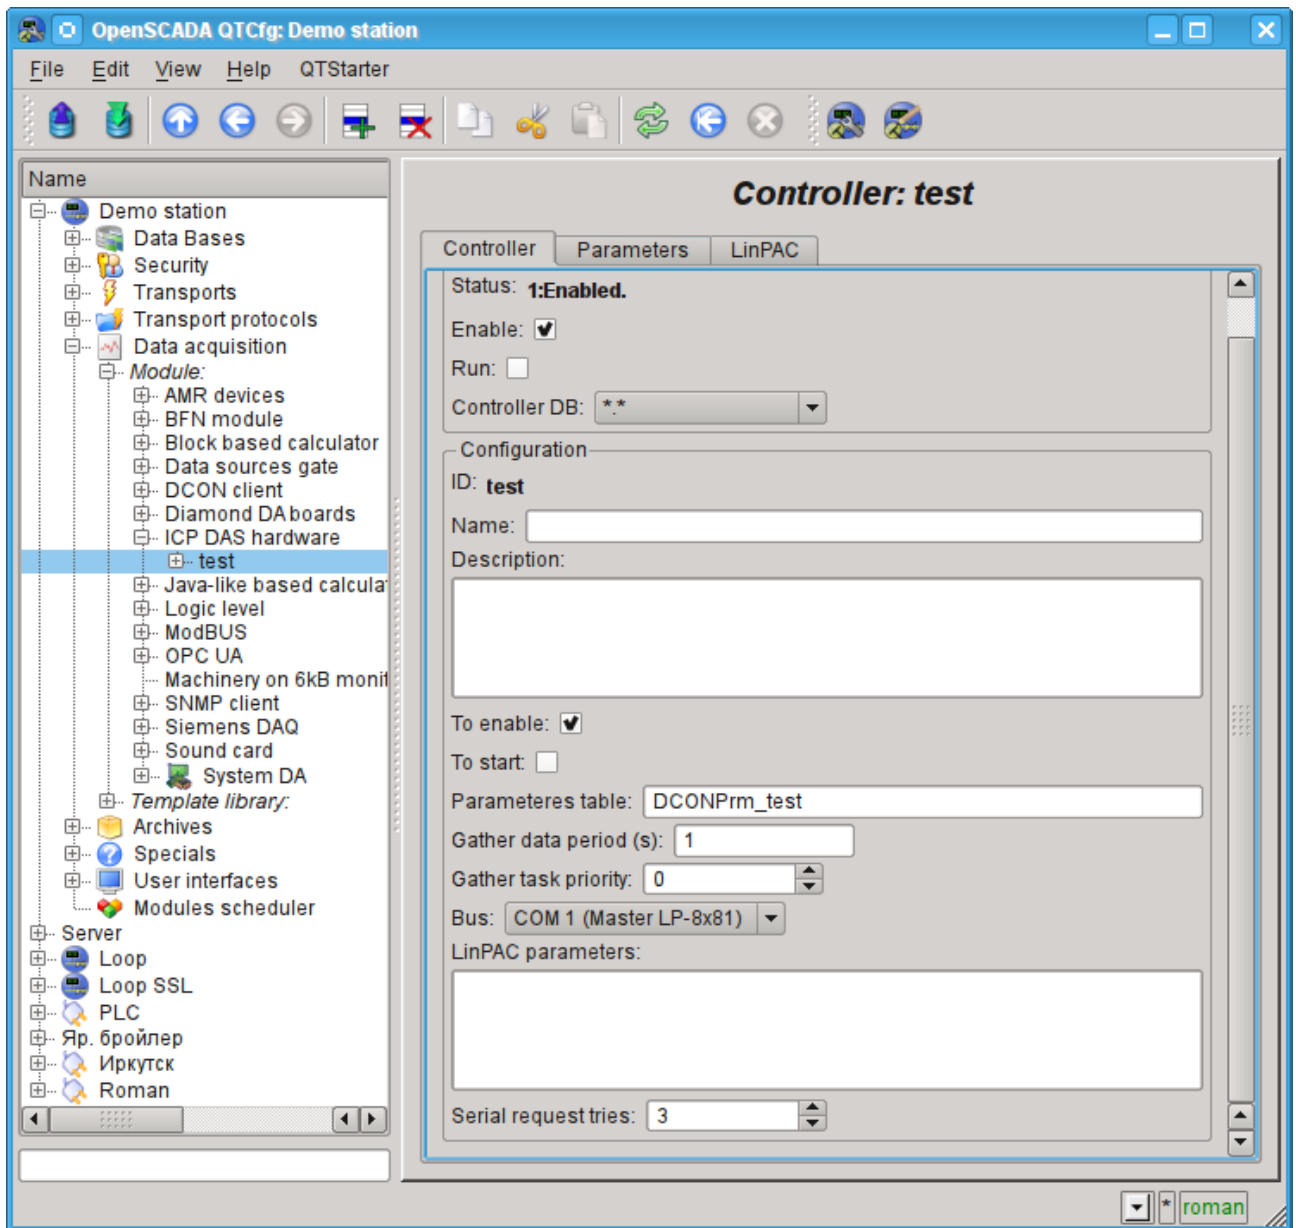 OpenSCADA QTCfg: Demo station
File Edit View Help QTStarter
Name
Demo station
Data Bases
Security
Transports
Transport protocols
Data acquisition
Module:
AMR devices
BFN module
Block based calculator
Data sources gate
DCON client
Diamond DA boards
ICP DAS hardware
test
Java-like based calculat
Logic level
ModBUS
OPC UA
Machinery on 6kB monit
SNMP client
Siemens DAQ
Sound card
System DA
Template library:
Archives
Specials
User interfaces
Modules scheduler
Server
Loop
Loop SSL
PLC
Яр. бройлер
Иркутск
Roman
Controller: test
Controller Parameters LinPAC
Status: 1:Enabled.
Enable:
Run:
Controller DB: *.*
Configuration
ID: test
Name:
Description:
To enable:
To start:
Parameteres table: DCONPrm_test
Gather data period (s): 1
Gather task priority: 0
Bus: COM 1 (Master LP-8x81)
LinPAC parameters:
Serial request tries: 3
* roman